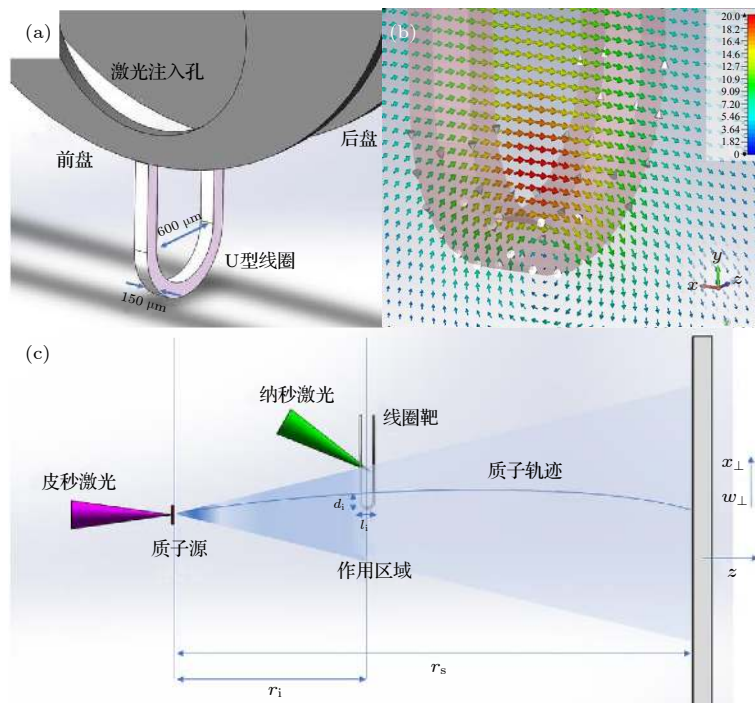 (a)
激光注入孔
前盘
后盘
600 μm
U型线圈
150 μm
(b)
20.0
18.2
16.4
14.6
12.7
10.9
9.09
7.27
5.45
3.64
1.82
0
y
x
z
(c)
纳秒激光
线圈靶
皮秒激光
质子轨迹
x⊥
w⊥
dᵢ
lᵢ
质子源
作用区域
z
rₛ
rᵢ